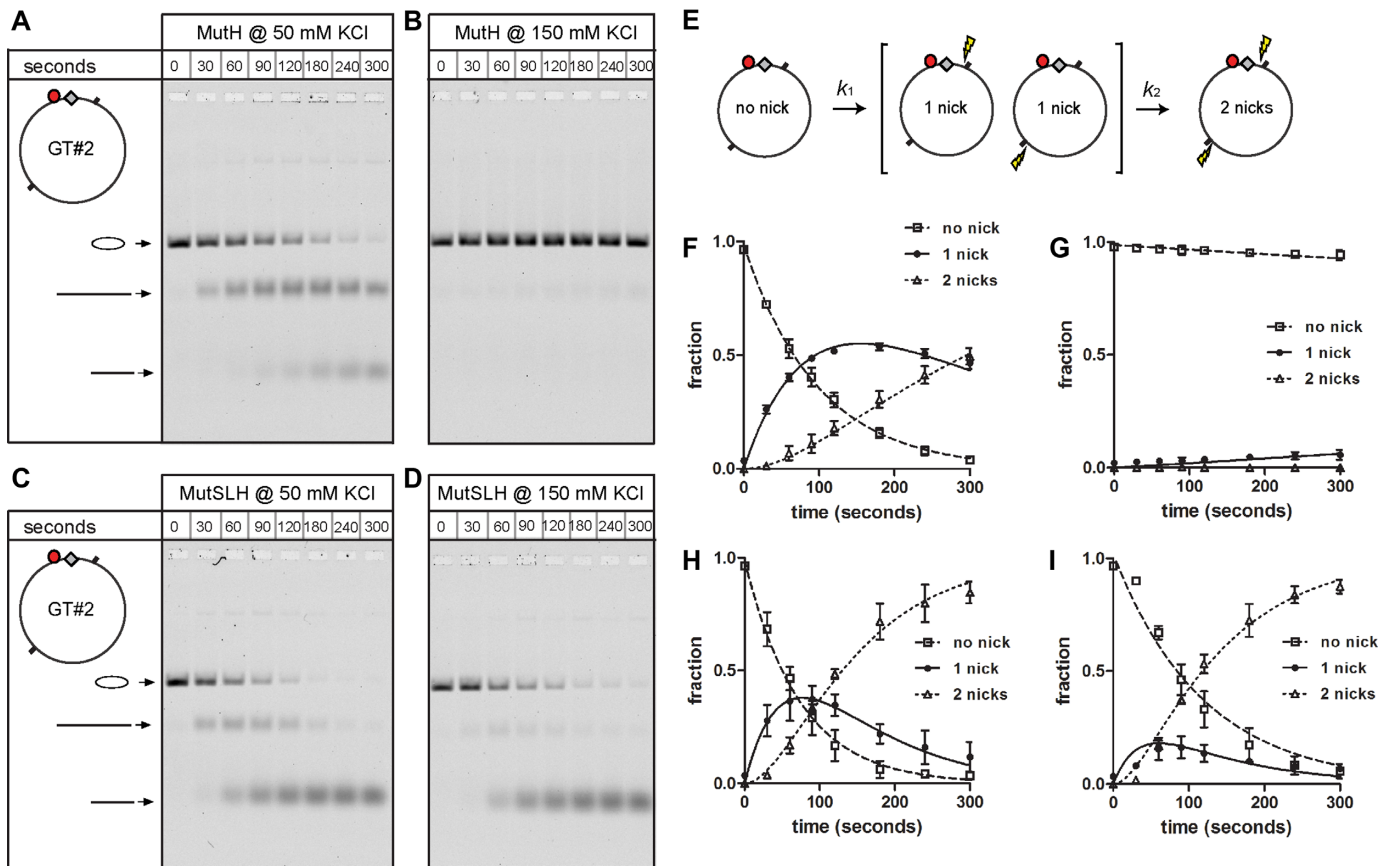 A
MutH @ 50 mM KCl
seconds
0 30 60 90 120 180 240 300
GT#2
B
MutH @ 150 mM KCl
0 30 60 90 120 180 240 300
C
MutSLH @ 50 mM KCl
seconds
0 30 60 90 120 180 240 300
GT#2
D
MutSLH @ 150 mM KCl
0 30 60 90 120 180 240 300
E
no nick
k1
1 nick
1 nick
k2
2 nicks
F
no nick
1 nick
2 nicks
1.0
0.5
0.0
fraction
0 100 200 300
time (seconds)
G
no nick
1 nick
2 nicks
1.0
0.5
0.0
fraction
0 100 200 300
time (seconds)
H
no nick
1 nick
2 nicks
1.0
0.5
0.0
fraction
0 100 200 300
time (seconds)
I
no nick
1 nick
2 nicks
1.0
0.5
0.0
fraction
0 100 200 300
time (seconds)